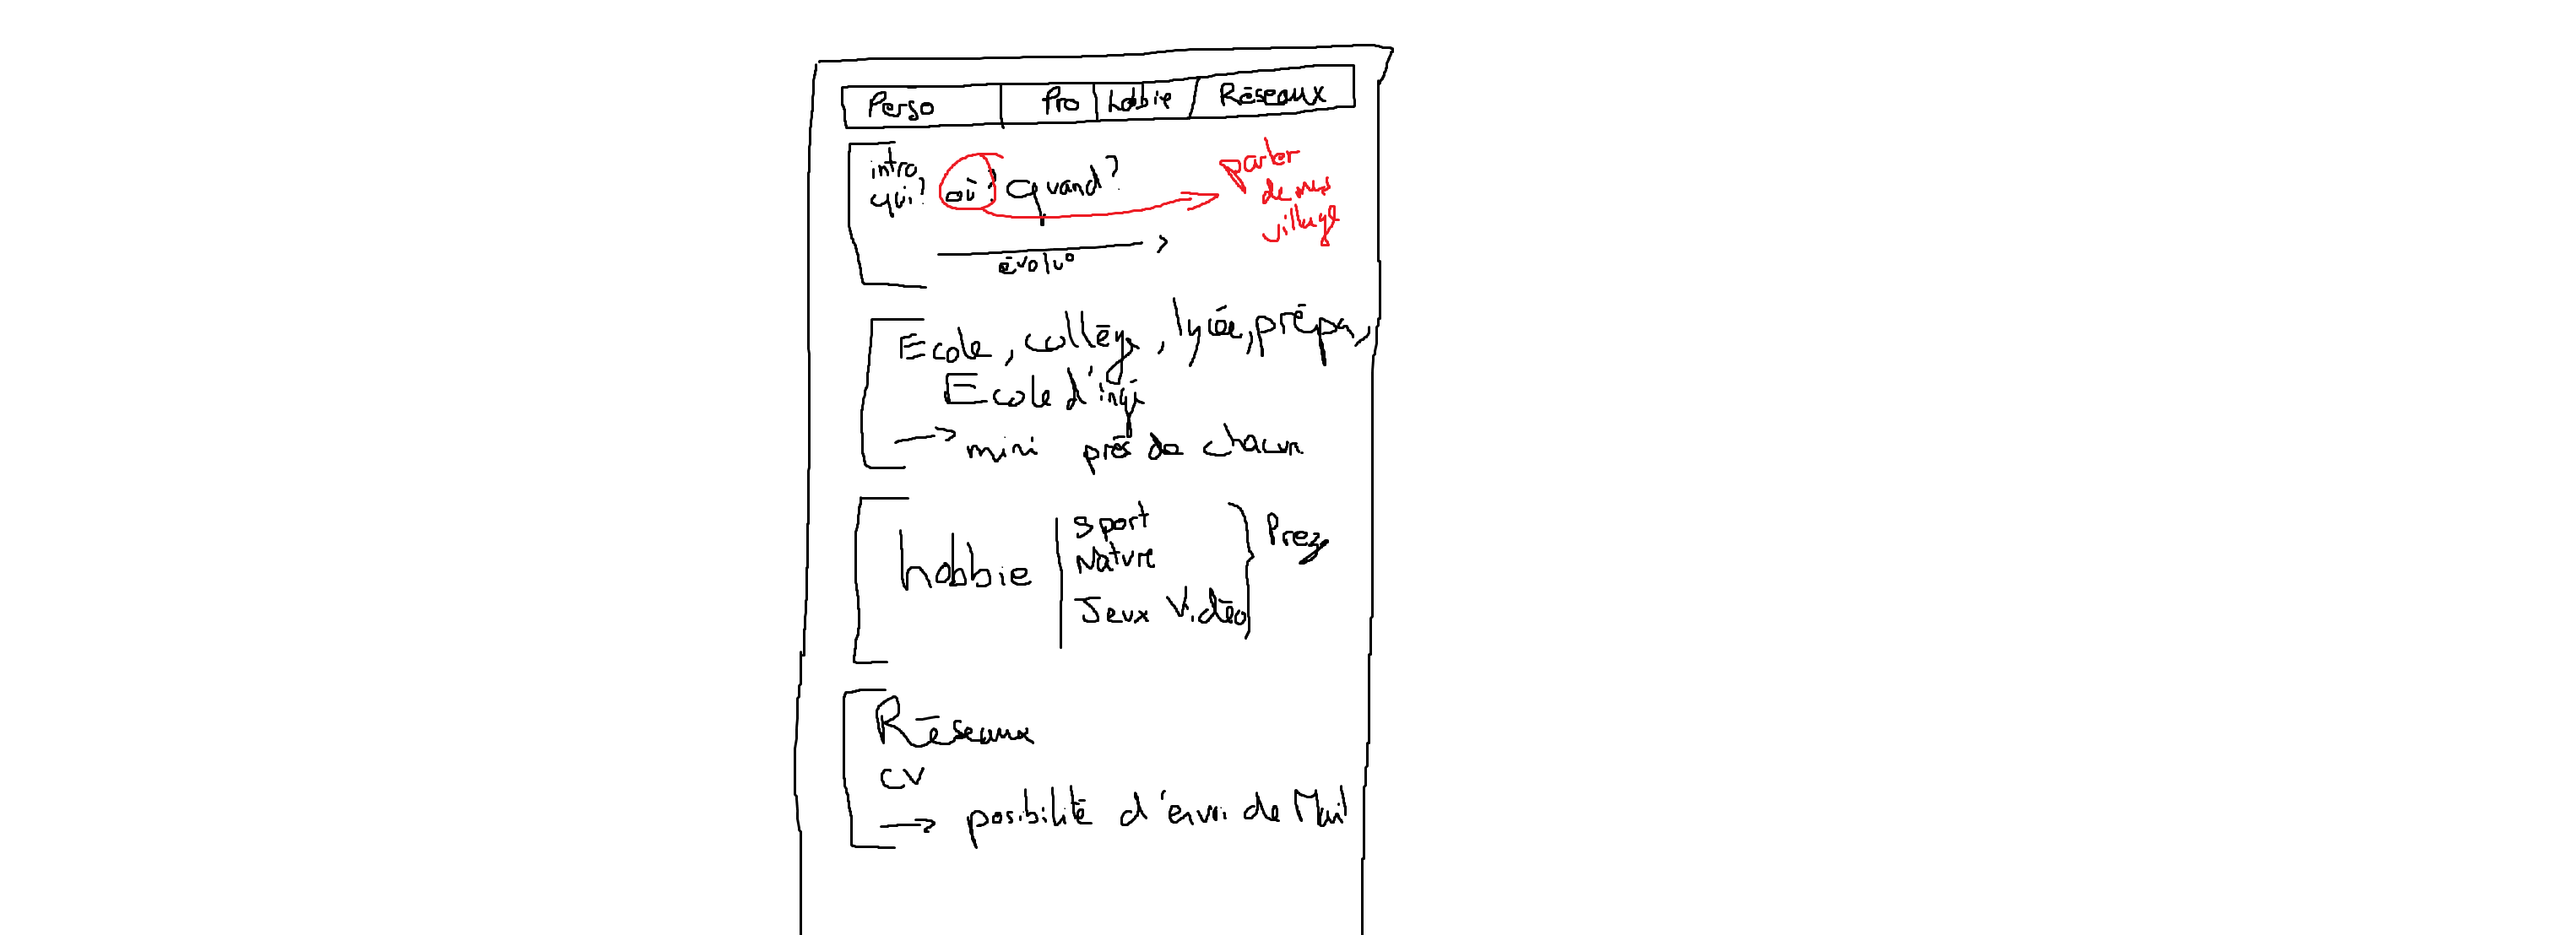 Perso Pro hobbie Réseaux
intro
qui? où? quand?
parler
de mes
village
évolu°
Ecole, collège, lycée, prépa,
Ecole d'ingé
→ mini prés de chacun
hobbie
Sport
Nature
Jeux Vidéo
Prez
Réseaux
CV
→ posibilité d'envoi de Mail